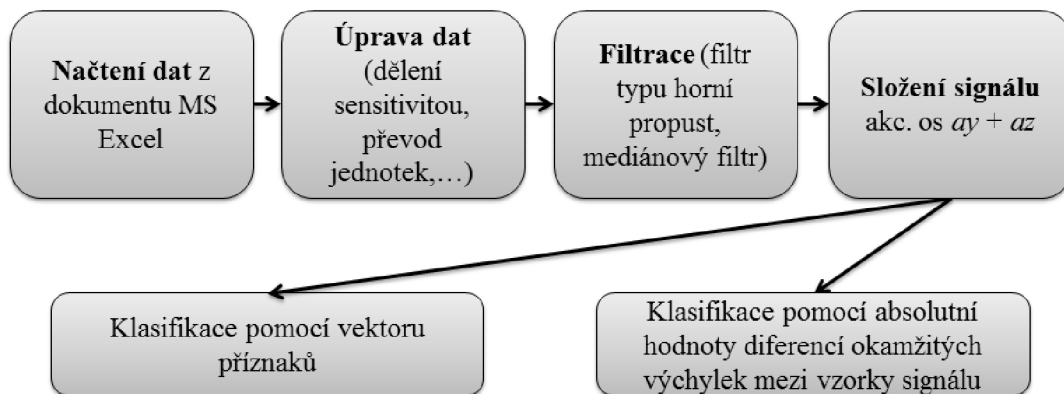 Načtení dat z
dokumentu MS
Excel
Úprava dat
(dělení
sensitivitou,
převod
jednotek,…)
Filtrace (filtr
typu horní
propust,
mediánový filtr)
Složení signálu
akc. os ay + az
Klasifikace pomocí vektoru
příznaků
Klasifikace pomocí absolutní
hodnoty diferencí okamžitých
výchylek mezi vzorky signálu